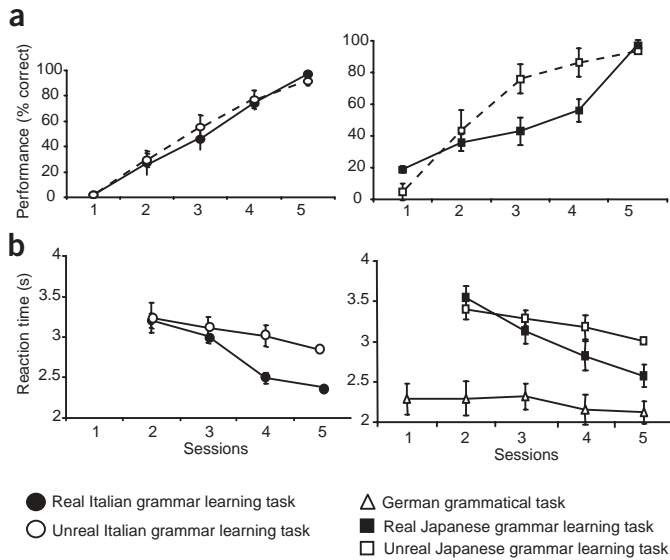 a
Performance (% correct)
100
80
60
40
20
0
1 2 3 4 5
100
80
60
40
20
0
1 2 3 4 5
b
Reaction time (s)
4
3.5
3
2.5
2
1 2 3 4 5
Sessions
4
3.5
3
2.5
2
1 2 3 4 5
Sessions
Real Italian grammar learning task
Unreal Italian grammar learning task
German grammatical task
Real Japanese grammar learning task
Unreal Japanese grammar learning task